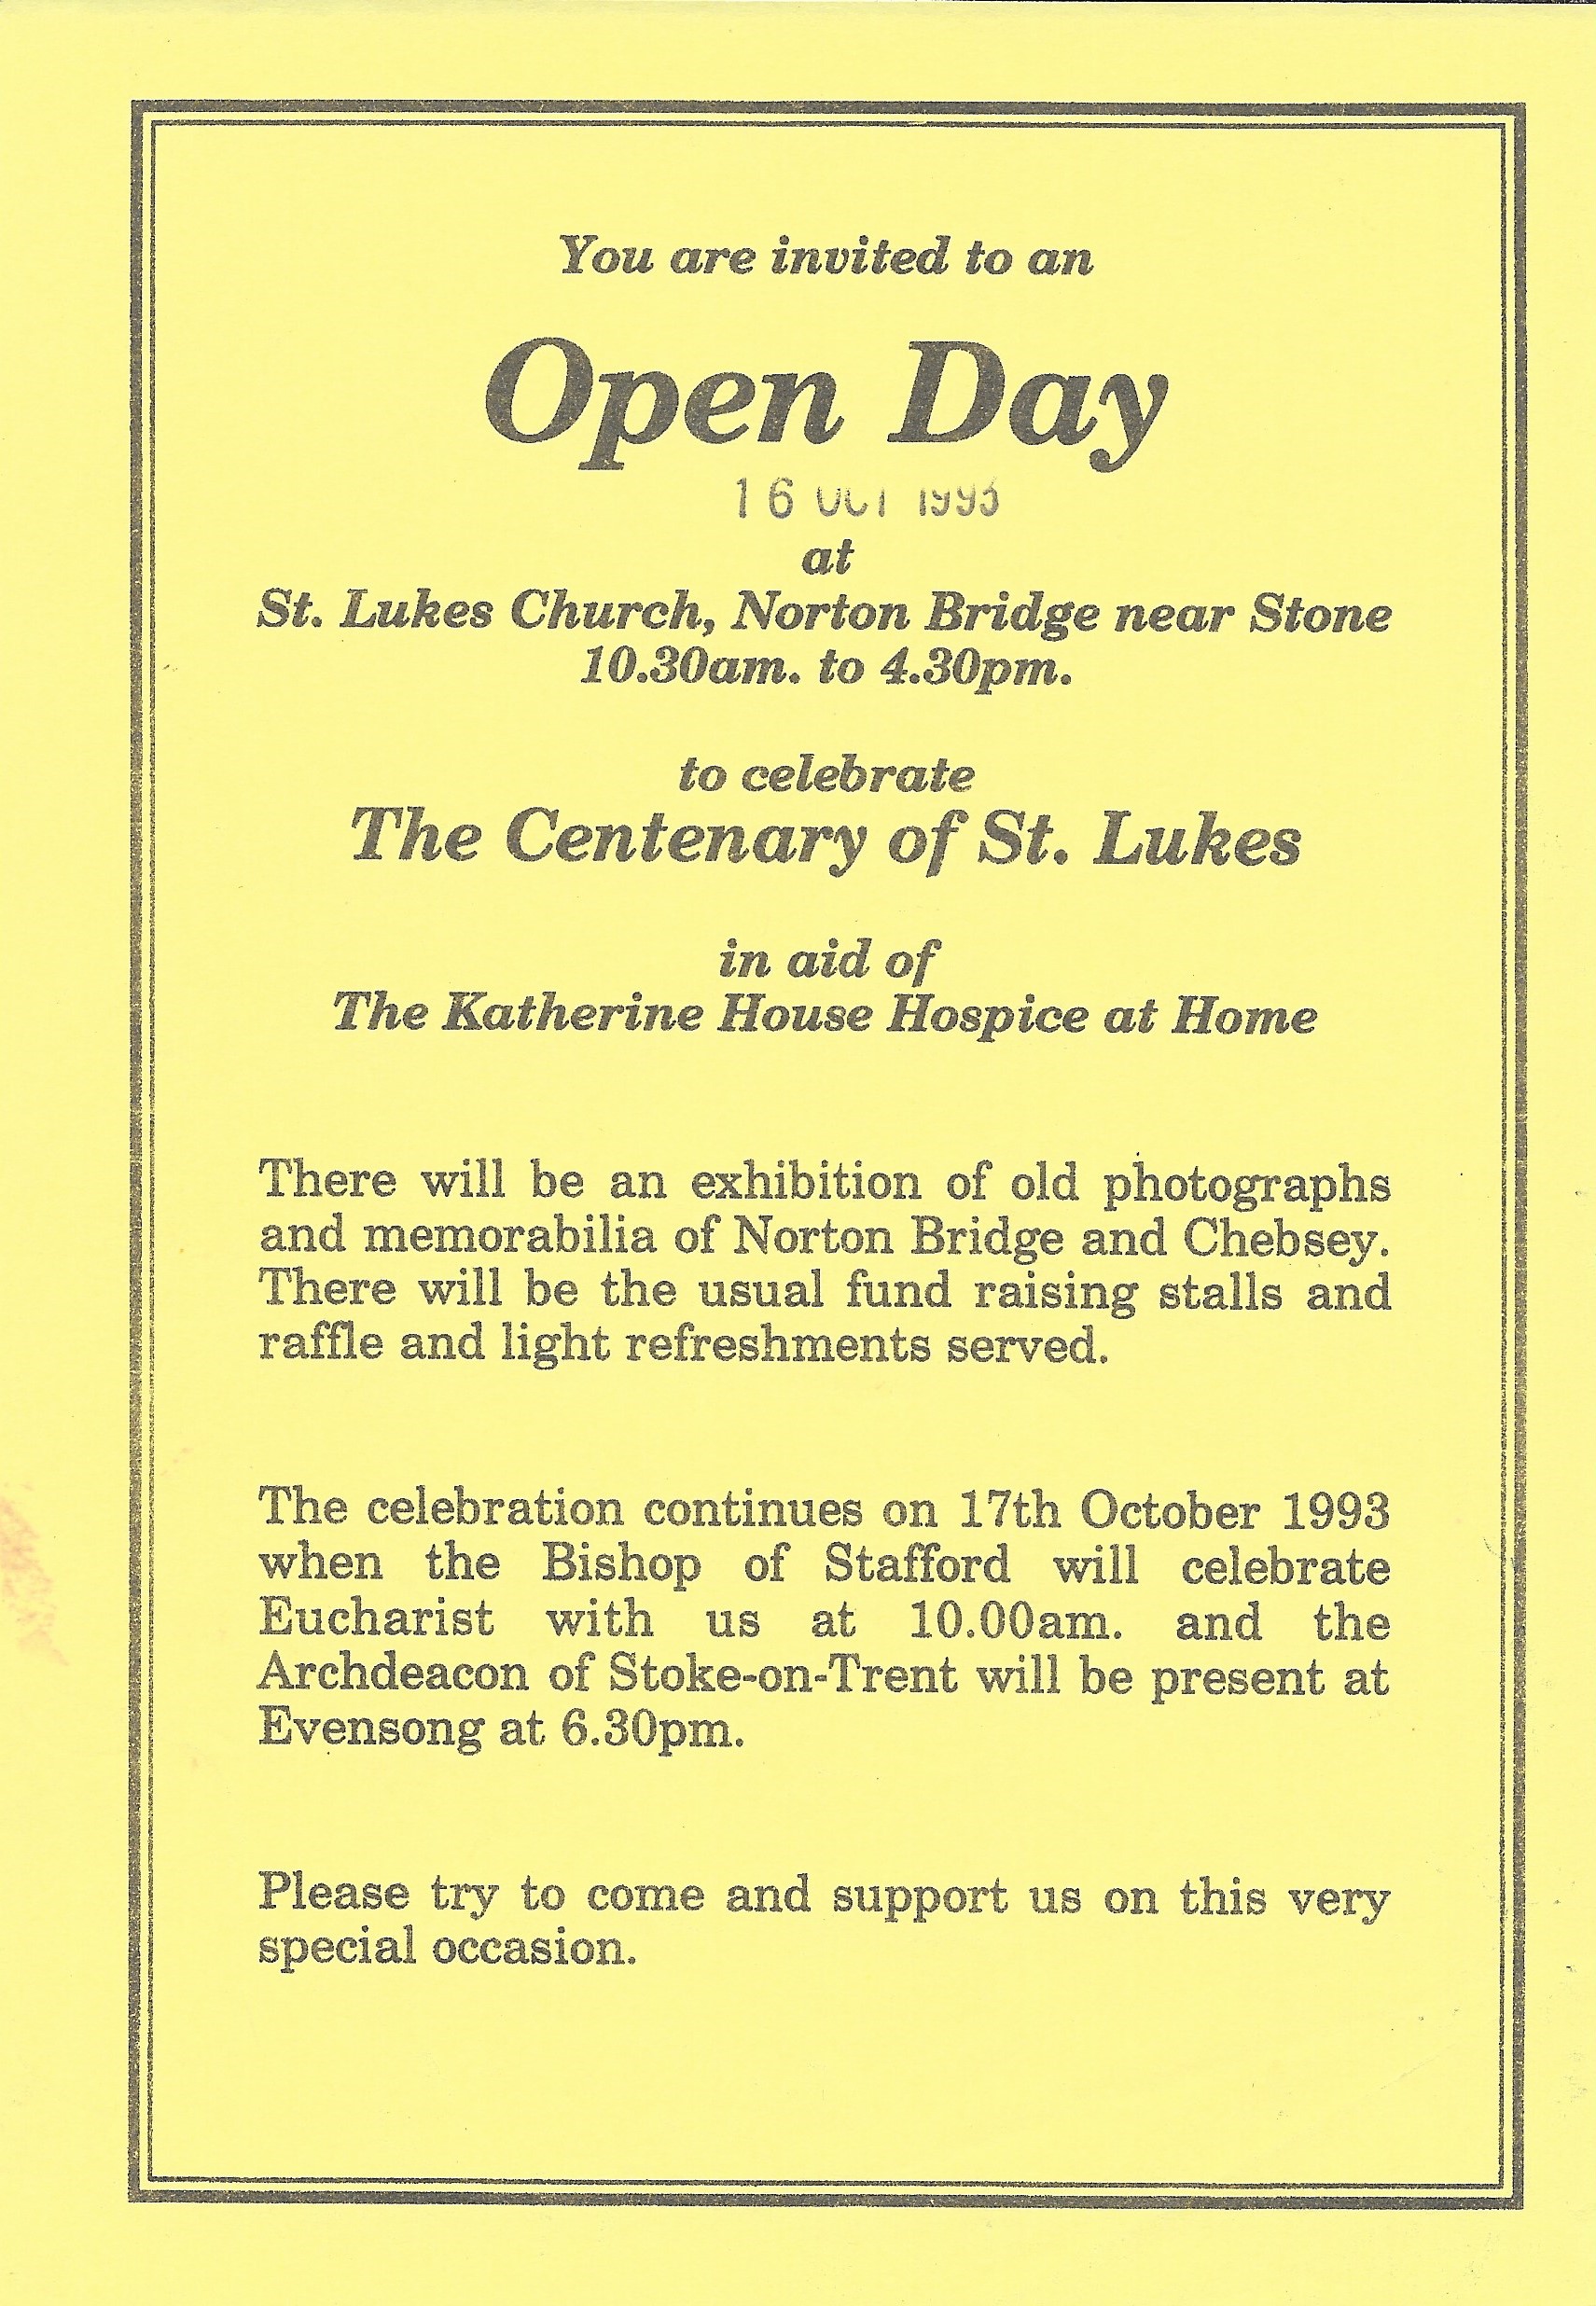 You are invited to an
Open Day
16 OCT 1993
at
St. Lukes Church, Norton Bridge near Stone
10.30am. to 4.30pm.
to celebrate
The Centenary of St. Lukes
in aid of
The Katherine House Hospice at Home
There will be an exhibition of old photographs
and memorabilia of Norton Bridge and Chebsey.
There will be the usual fund raising stalls and
raffle and light refreshments served.
The celebration continues on 17th October 1993
when the Bishop of Stafford will celebrate
Eucharist with us at 10.00am. and the
Archdeacon of Stoke-on-Trent will be present at
Evensong at 6.30pm.
Please try to come and support us on this very
special occasion.